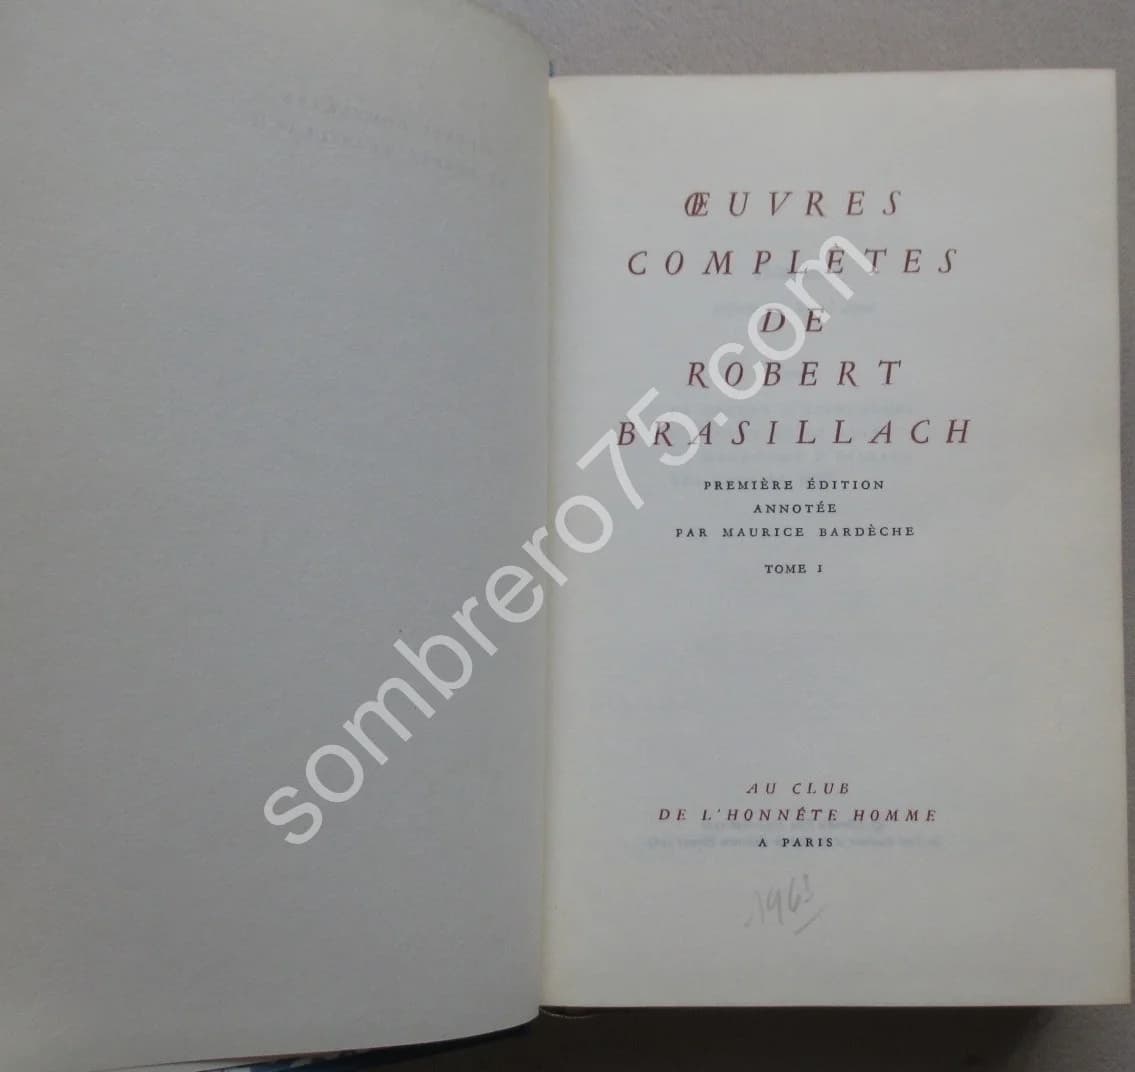 ŒUVRES
COMPLÈTES
DE
ROBERT
BRASILLACH
PREMIÈRE ÉDITION
ANNOTÉE
PAR MAURICE BARDÈCHE
TOME I
AU CLUB
DE L'HONNÉTE HOMME
A PARIS
1963
sombrero75.com